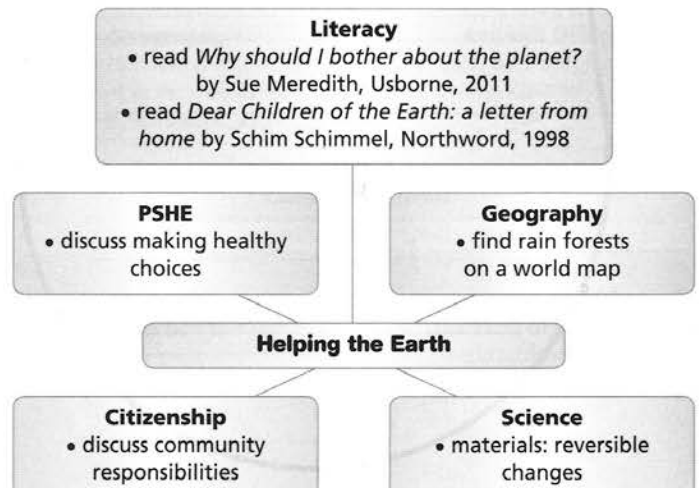 Literacy
• read Why should I bother about the planet?
by Sue Meredith, Usborne, 2011
• read Dear Children of the Earth: a letter from
home by Schim Schimmel, Northword, 1998
PSHE
• discuss making healthy
choices
Geography
• find rain forests
on a world map
Helping the Earth
Citizenship
• discuss community
responsibilities
Science
• materials: reversible
changes